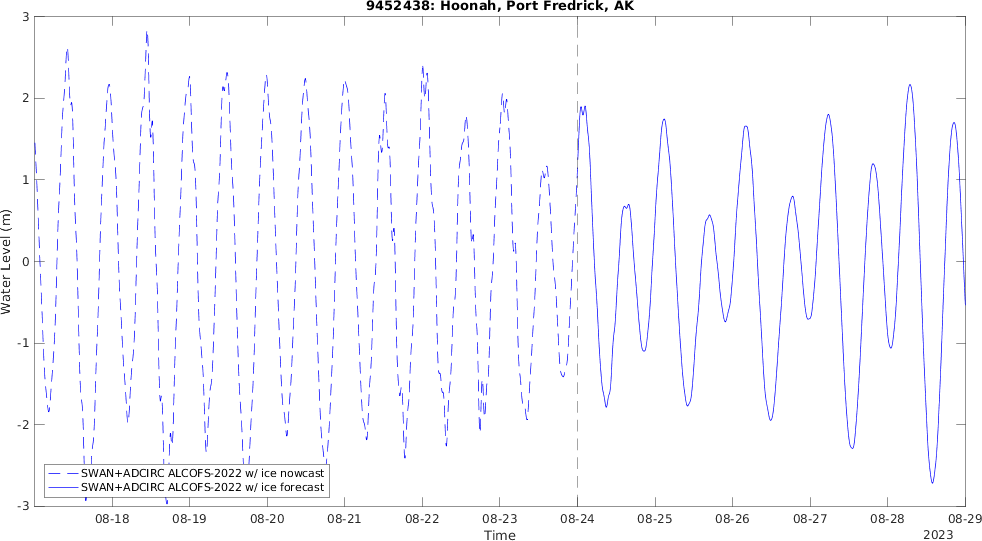 9452438: Hoonah, Port Fredrick, AK
Water Level (m)
3
2
1
0
-1
-2
-3
SWAN+ADCIRC ALCOFS-2022 w/ ice nowcast
SWAN+ADCIRC ALCOFS-2022 w/ ice forecast
08-18 08-19 08-20 08-21 08-22 08-23 08-24 08-25 08-26 08-27 08-28 08-29
Time
2023